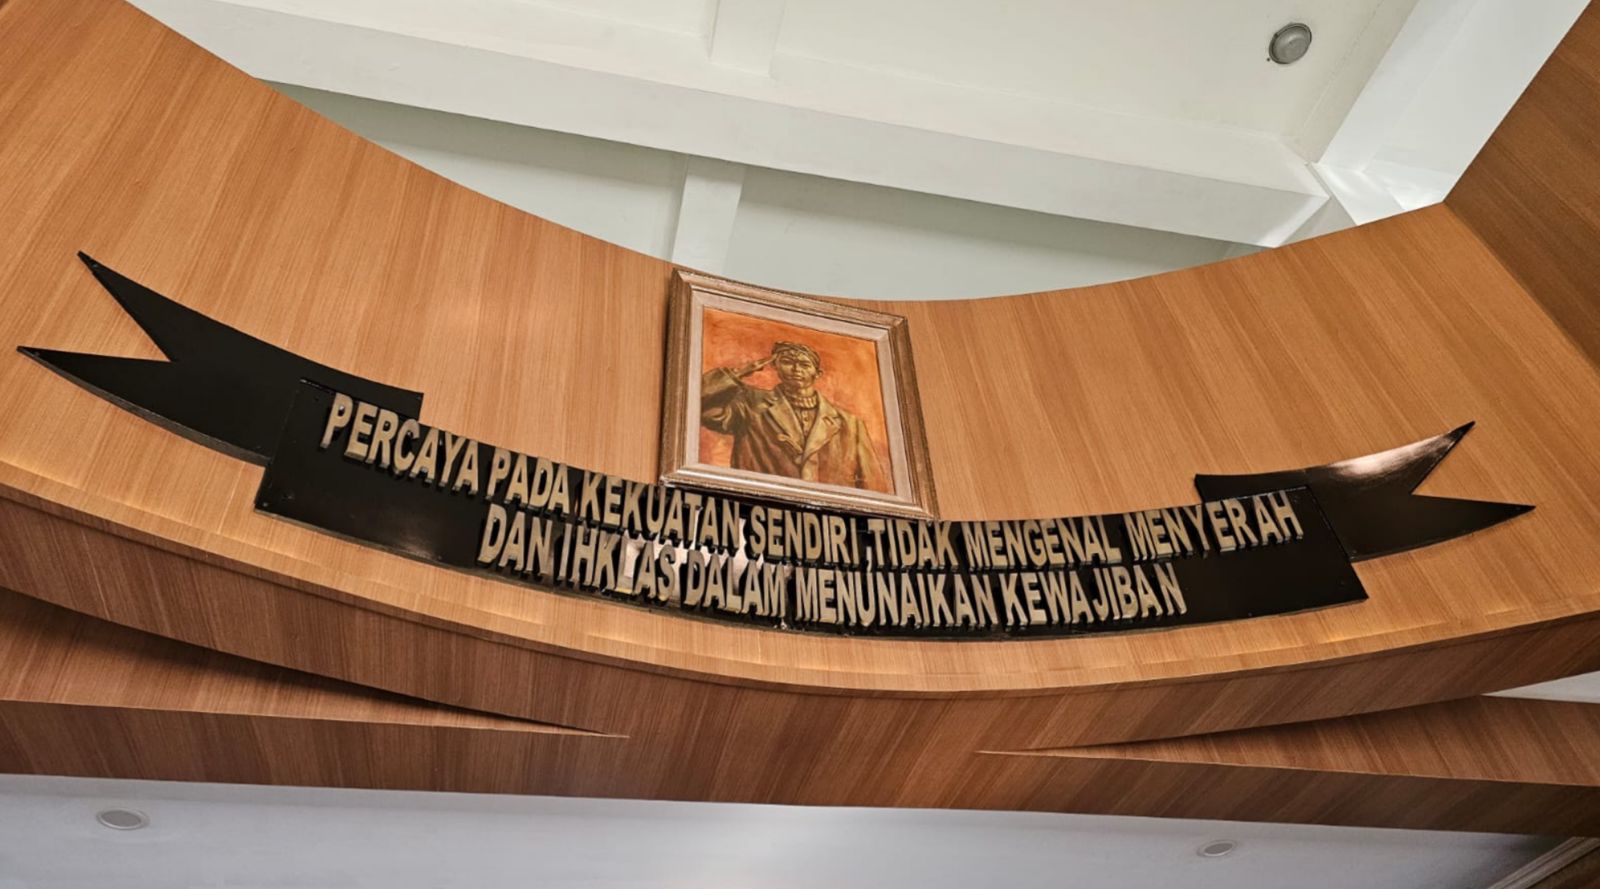 PERCAYA PADA KEKUATAN SENDIRI ,TIDAK MENGENAL MENYERAH
DAN IHKLAS DALAM MENUNAIKAN KEWAJIBAN